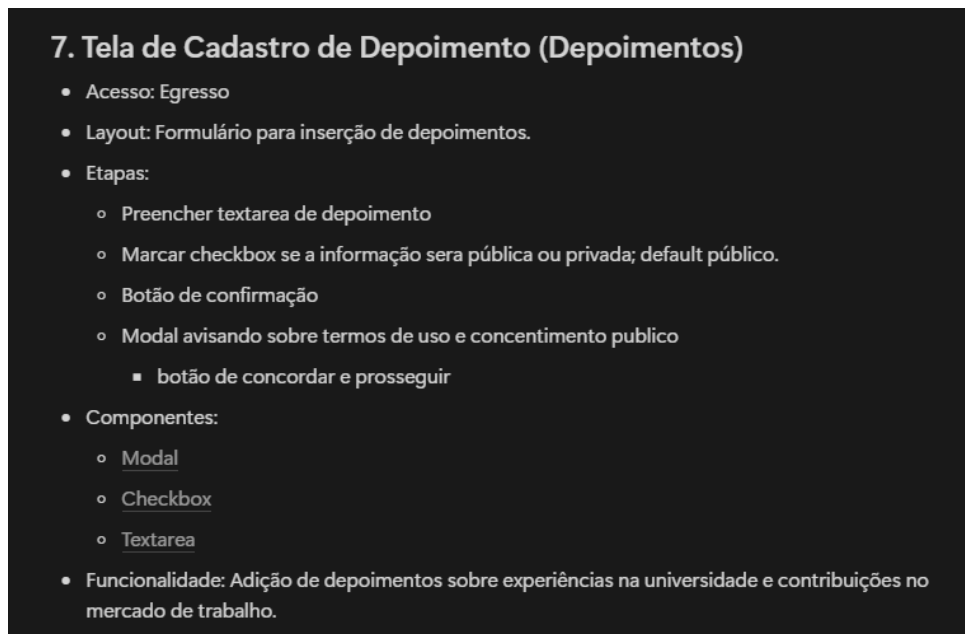 7. Tela de Cadastro de Depoimento (Depoimentos)
Acesso: Egresso
Layout: Formulário para inserção de depoimentos.
Etapas:
Preencher textarea de depoimento
Marcar checkbox se a informação sera pública ou privada; default público.
Botão de confirmação
Modal avisando sobre termos de uso e concentimento publico
botão de concordar e prosseguir
Componentes:
Modal
Checkbox
Textarea
Funcionalidade: Adição de depoimentos sobre experiências na universidade e contribuições no
mercado de trabalho.